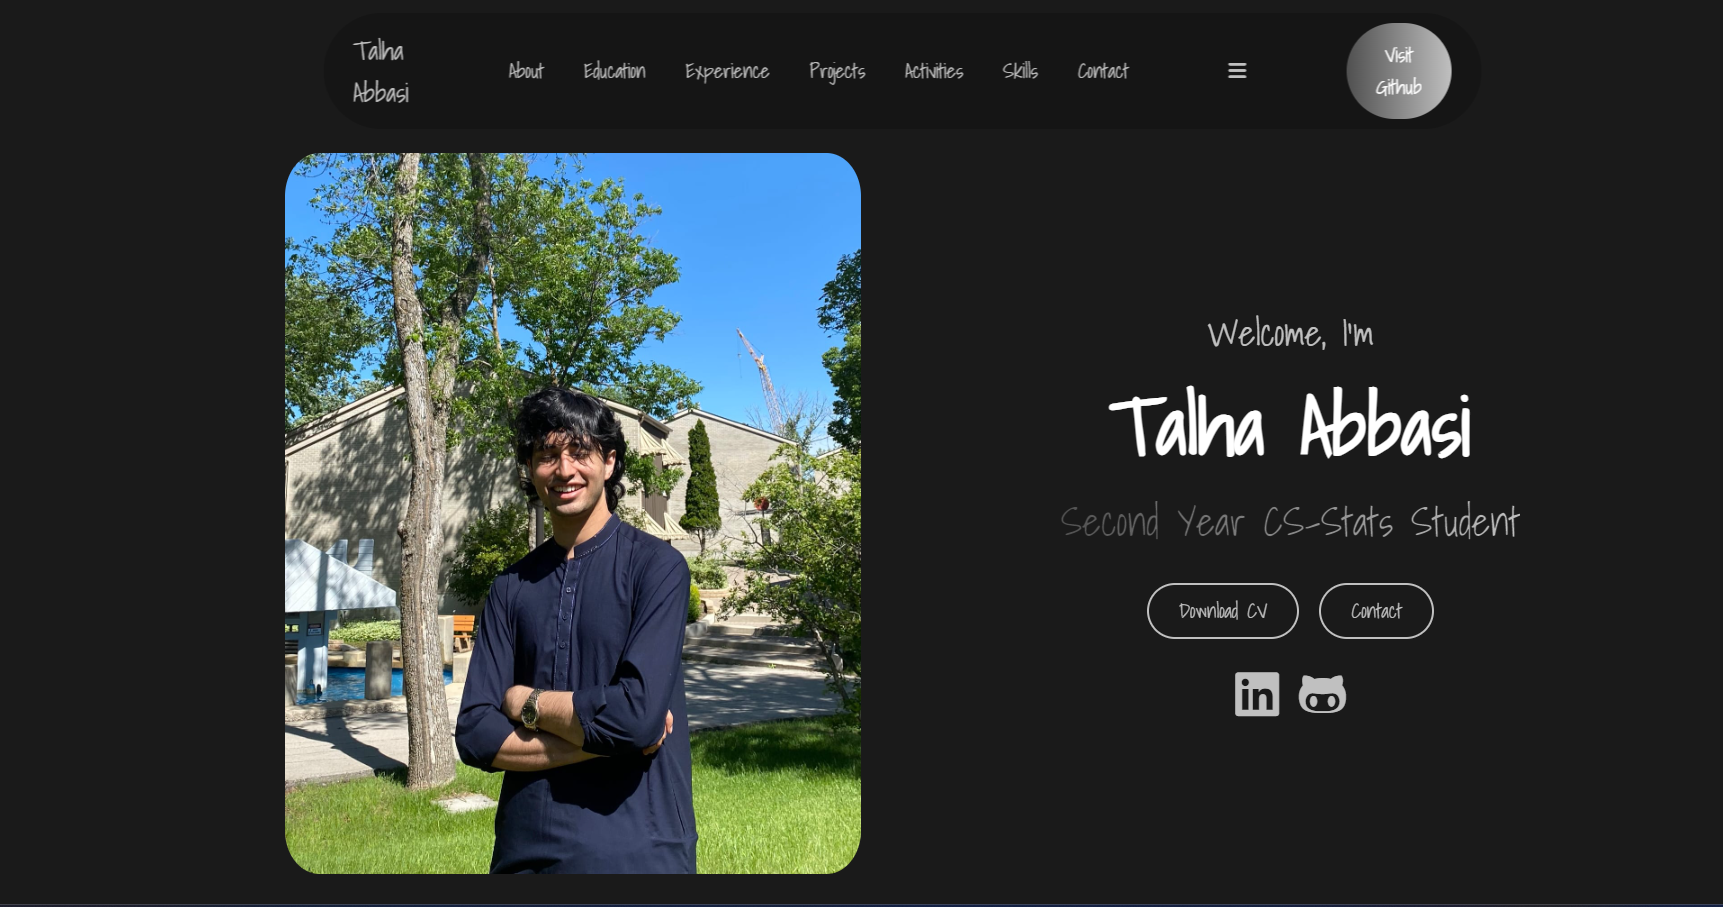 Talha
Abbasi
About Education Experience Projects Activities Skills Contact
Visit
Github
Welcome, I'm
Talha Abbasi
Second Year CS-Stats Student
Download CV Contact
in